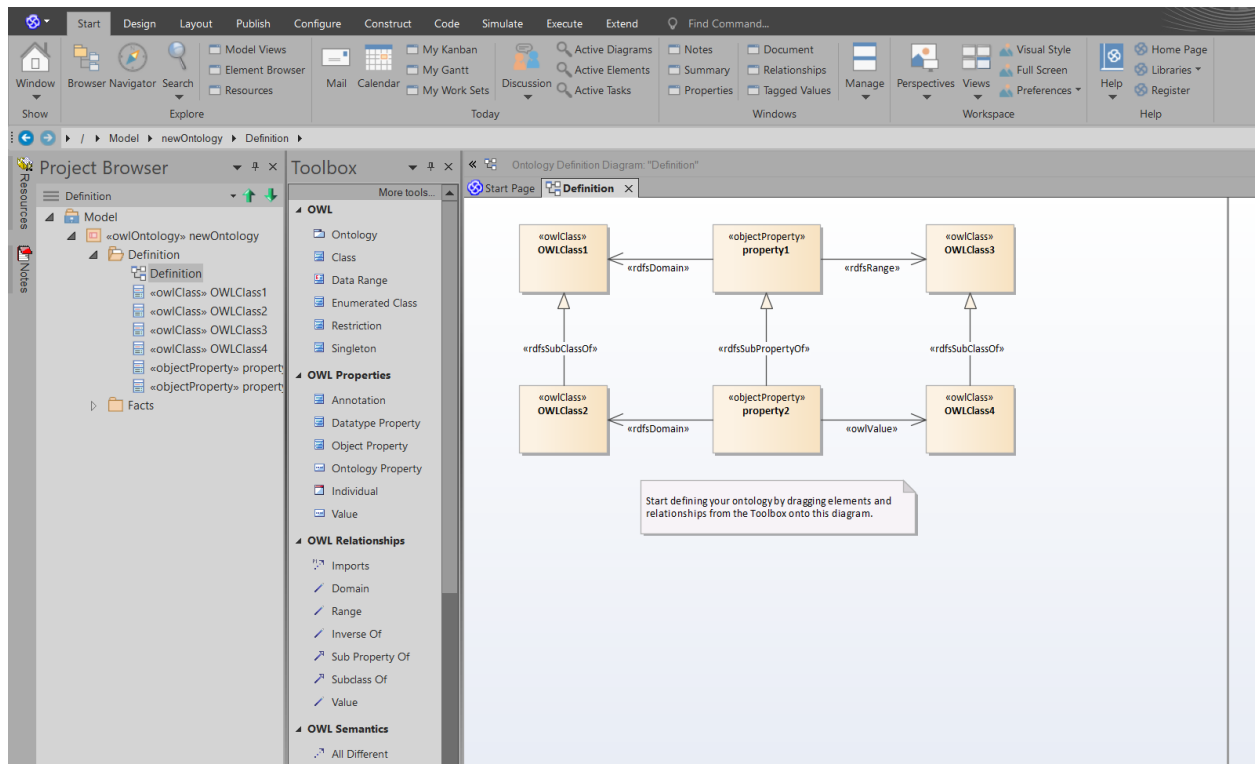 Start Design Layout Publish Configure Construct Code Simulate Execute Extend Find Command...
Window
Show
Browser Navigator Search
Model Views
Element Browser
Resources
Explore
Mail Calendar
My Kanban
My Gantt
My Work Sets
Discussion
Active Diagrams
Active Elements
Active Tasks
Today
Notes
Summary
Properties
Document
Relationships
Tagged Values
Windows
Manage
Perspectives Views
Visual Style
Full Screen
Preferences
Workspace
Help
Home Page
Libraries
Register
Help
/ Model newOntology Definition
Resources
Notes
Project Browser
Definition
Model
«owlOntology» newOntology
Definition
Definition
«owlClass» OWLClass1
«owlClass» OWLClass2
«owlClass» OWLClass3
«owlClass» OWLClass4
«objectProperty» property
«objectProperty» property
Facts
Toolbox
More tools...
OWL
Ontology
Class
Data Range
Enumerated Class
Restriction
Singleton
OWL Properties
Annotation
Datatype Property
Object Property
Ontology Property
Individual
Value
OWL Relationships
Imports
Domain
Range
Inverse Of
Sub Property Of
Subclass Of
Value
OWL Semantics
All Different
Ontology Definition Diagram: "Definition"
Start Page Definition
«owlClass»
OWLClass1
«rdfsDomain»
«objectProperty»
property1
«rdfsRange»
«owlClass»
OWLClass3
«rdfsSubClassOf»
«rdfsSubPropertyOf»
«rdfsSubClassOf»
«owlClass»
OWLClass2
«rdfsDomain»
«objectProperty»
property2
«owlValue»
«owlClass»
OWLClass4
Start defining your ontology by dragging elements and
relationships from the Toolbox onto this diagram.